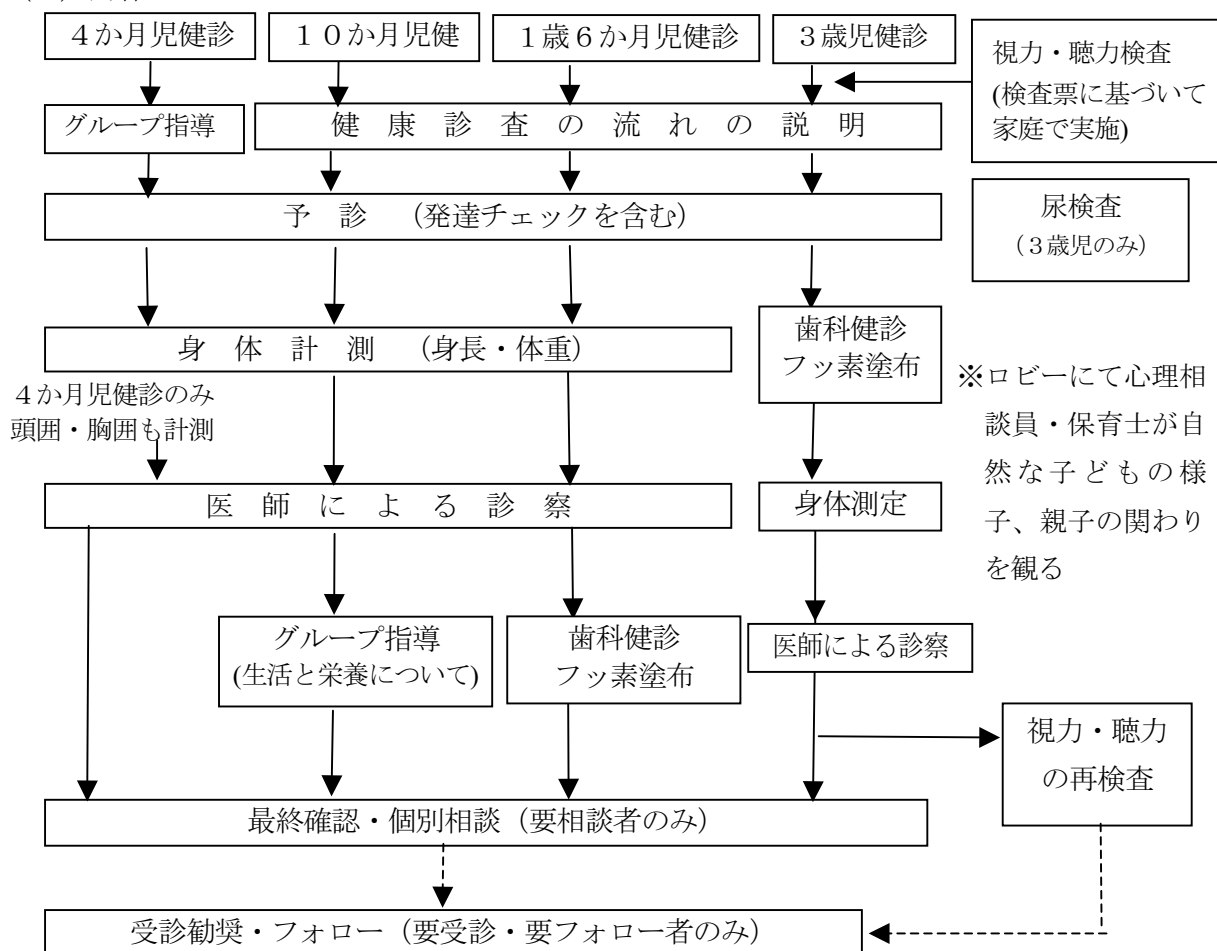 ４か月児健診
１０か月児健
１歳６か月児健診
３歳児健診
視力・聴力検査
(検査票に基づいて
家庭で実施)
グループ指導
健康診査の流れの説明
予診（発達チェックを含む）
尿検査
（３歳児のみ）
身体計測（身長・体重）
歯科健診
フッ素塗布
４か月児健診のみ
頭囲・胸囲も計測
※ロビーにて心理相
談員・保育士が自
然な子どもの様
子、親子の関わり
を観る
医師による診察
身体測定
グループ指導
(生活と栄養について)
歯科健診
フッ素塗布
医師による診察
視力・聴力
の再検査
最終確認・個別相談（要相談者のみ）
受診勧奨・フォロー（要受診・要フォロー者のみ）